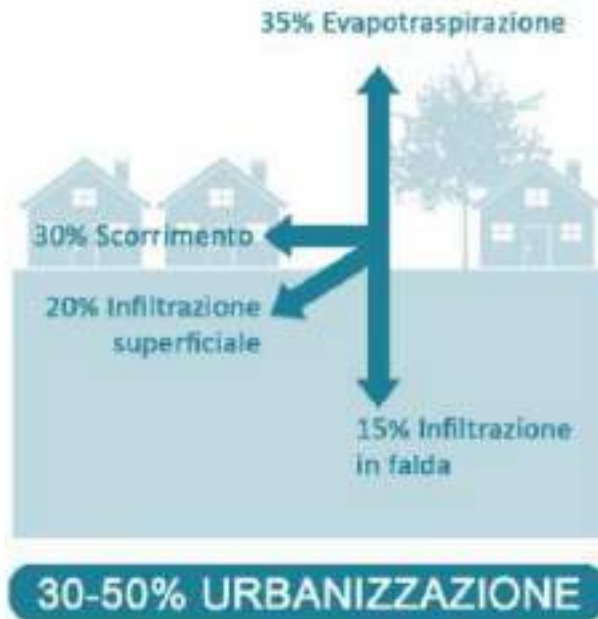 35% Evapotraspirazione
30% Scorrimento
20% Infiltrazione
superficiale
15% Infiltrazione
in falda
30-50% URBANIZZAZIONE